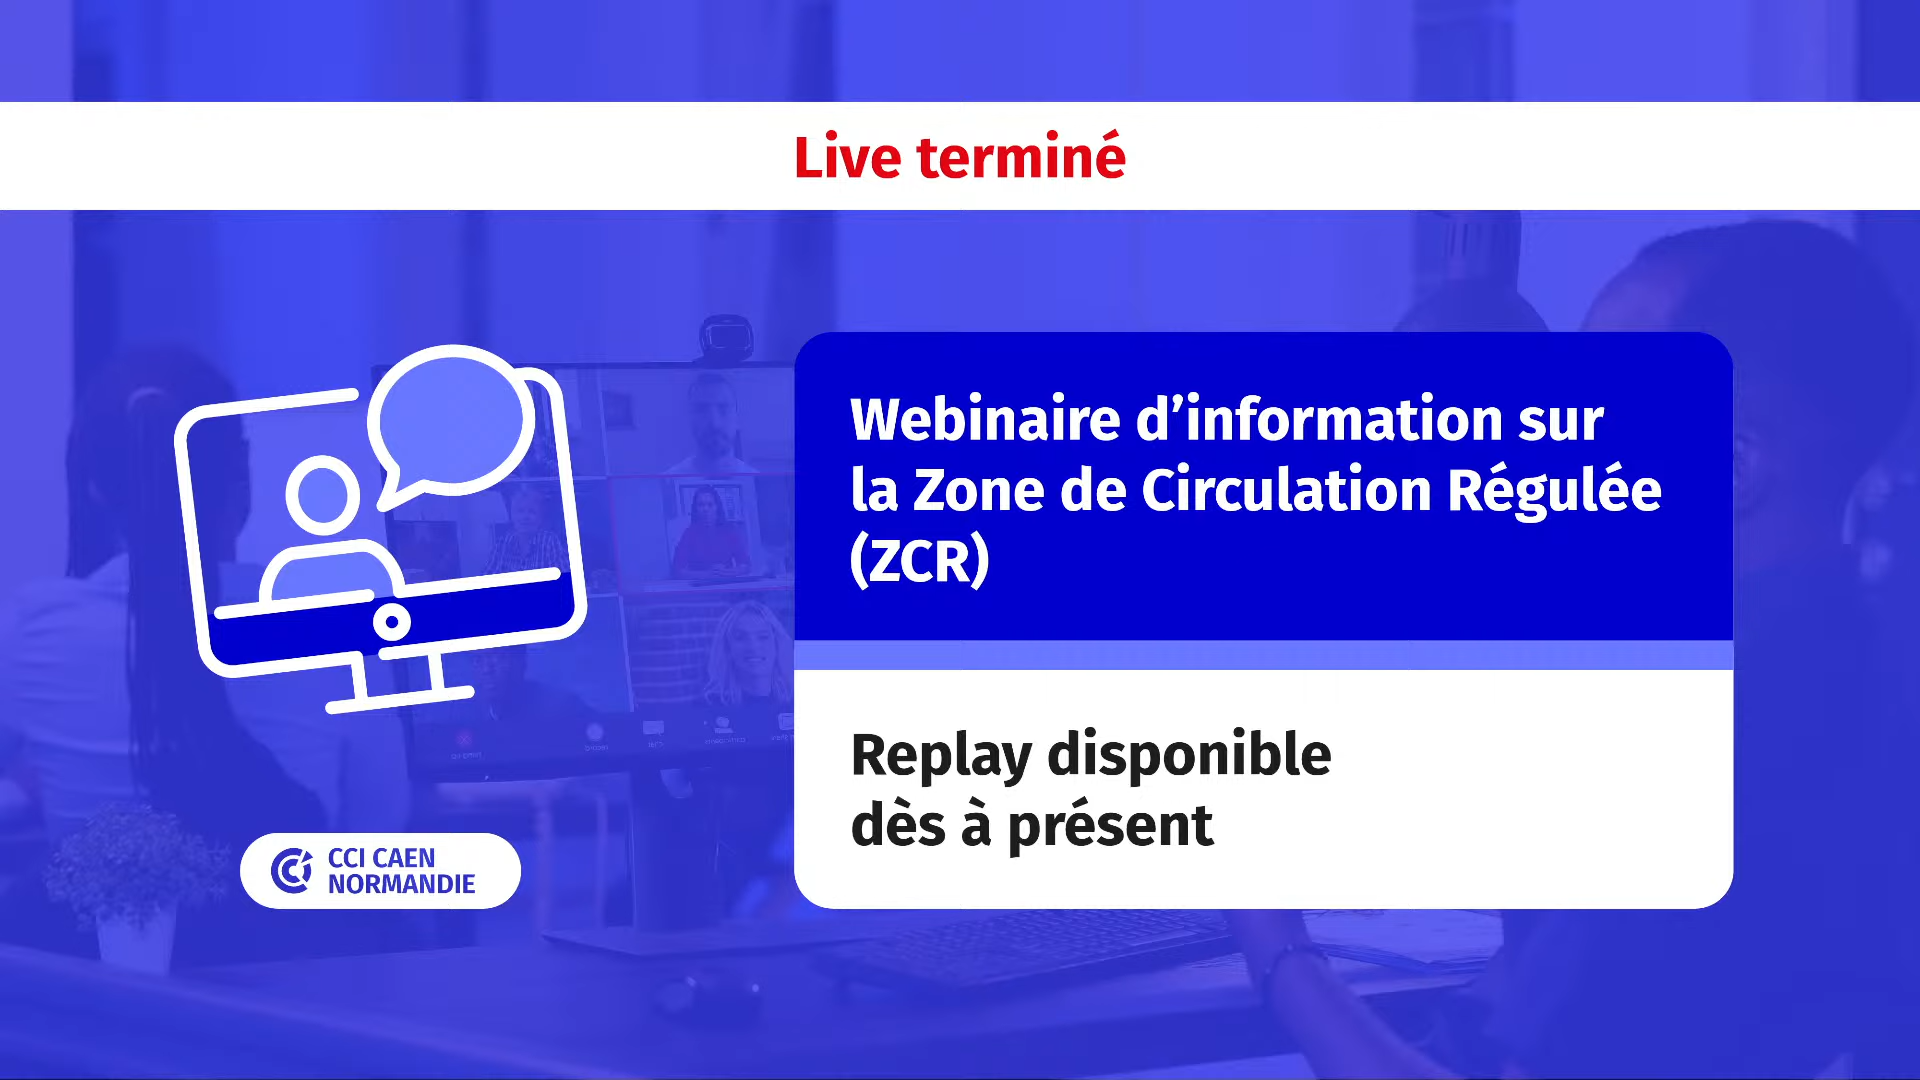 Live terminé
Webinaire d’information sur
la Zone de Circulation Régulée
(ZCR)
Replay disponible
dès à présent
CCI CAEN
NORMANDIE